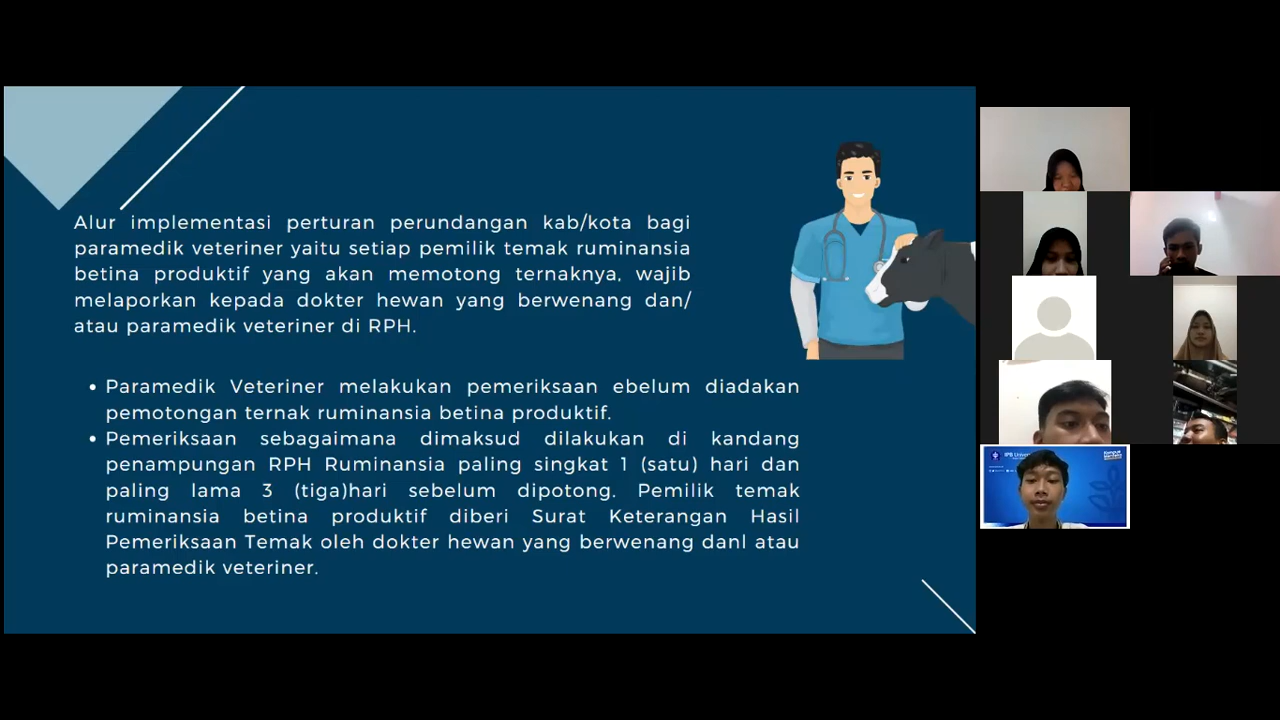 Alur implementasi perturan perundangan kab/kota bagi
paramedik veteriner yaitu setiap pemilik temak ruminansia
betina produktif yang akan memotong ternaknya, wajib
melaporkan kepada dokter hewan yang berwenang dan/
atau paramedik veteriner di RPH.
• Paramedik Veteriner melakukan pemeriksaan ebelum diadakan
pemotongan ternak ruminansia betina produktif.
• Pemeriksaan sebagaimana dimaksud dilakukan di kandang
penampungan RPH Ruminansia paling singkat 1 (satu) hari dan
paling lama 3 (tiga)hari sebelum dipotong. Pemilik temak
ruminansia betina produktif diberi Surat Keterangan Hasil
Pemeriksaan Temak oleh dokter hewan yang berwenang danl atau
paramedik veteriner.
IPB